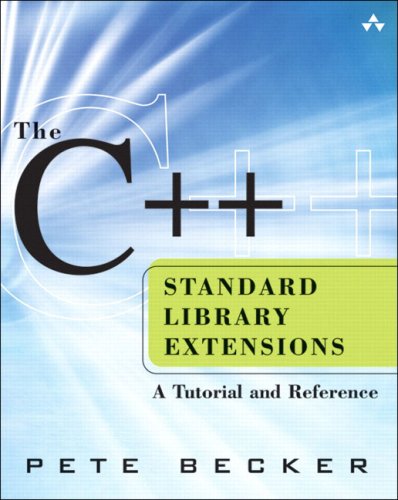 The
C++
STANDARD
LIBRARY
EXTENSIONS
A Tutorial and Reference
PETE BECKER